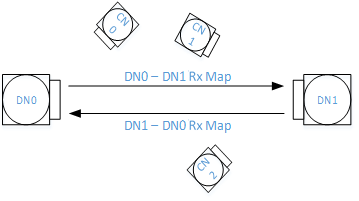 CN
0
CN
1
DN0 – DN1 Rx Map
DN0
DN1
DN1 – DN0 Rx Map
CN
2